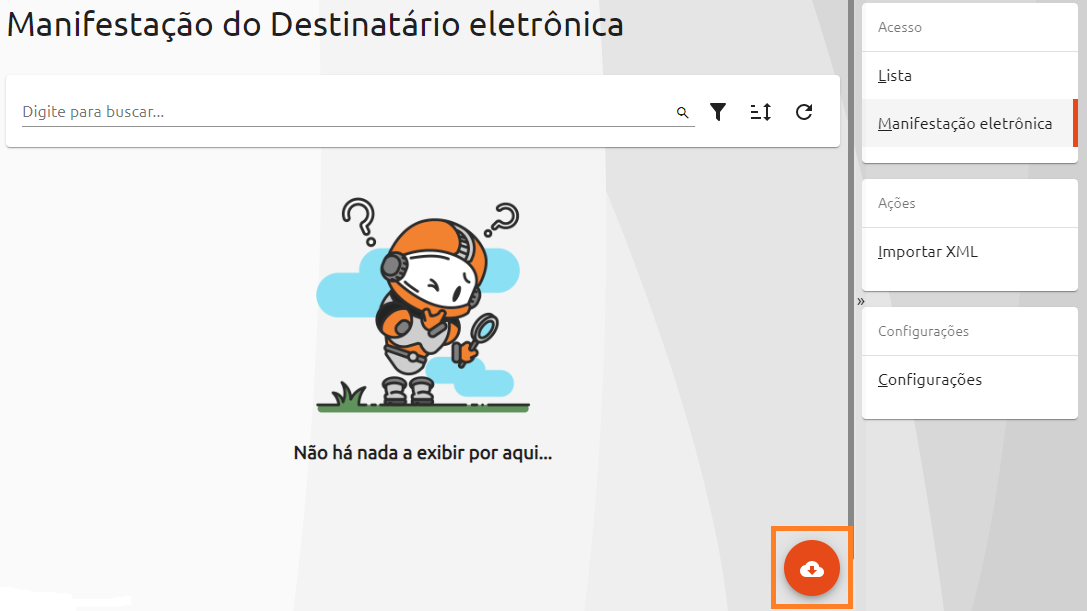 Manifestação do Destinatário eletrônica
Digite para buscar...
Não há nada a exibir por aqui...
Acesso
Lista
Manifestação eletrônica
Ações
Importar XML
»
Configurações
Configurações